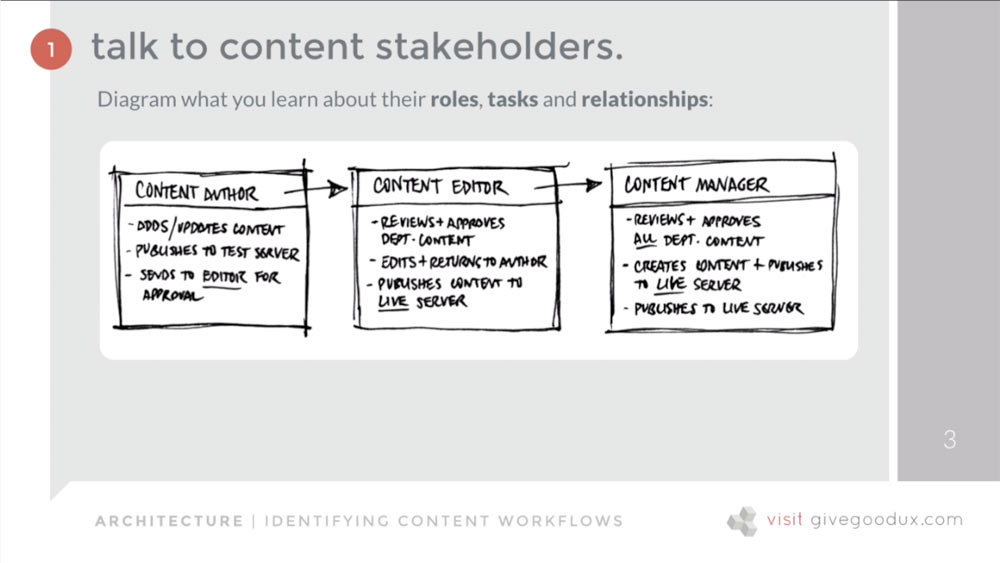 1 talk to content stakeholders.
Diagram what you learn about their roles, tasks and relationships:
CONTENT AUTHOR
- ADDS/UPDATES CONTENT
- PUBLISHES TO TEST SERVER
- SENDS TO EDITOR FOR
APPROVAL
CONTENT EDITOR
- REVIEWS + APPROVES
DEPT. CONTENT
- EDITS + RETURNS TO AUTHOR
- PUBLISHES CONTENT TO
LIVE SERVER
CONTENT MANAGER
- REVIEWS + APPROVES
ALL DEPT. CONTENT
- CREATES CONTENT + PUBLISHES
TO LIVE SERVER
- PUBLISHES TO LIVE SERVER
3
ARCHITECTURE | IDENTIFYING CONTENT WORKFLOWS
visit givegoodux.com